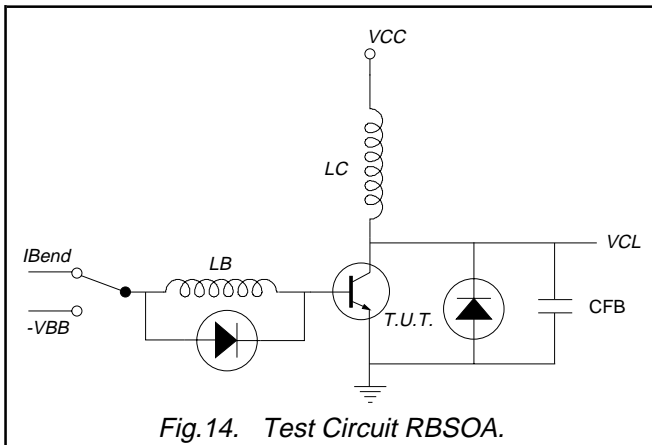 VCC
LC
VCL
IBend
LB
-VBB
T.U.T.
CFB
Fig.14. Test Circuit RBSOA.